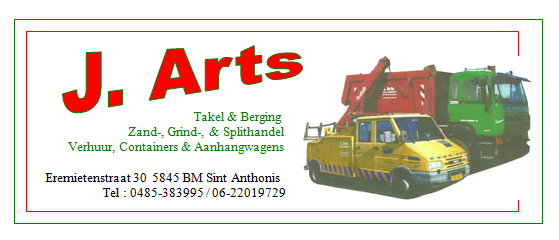 J. Arts
Takel & Berging
Zand-, Grind-, & Splithandel
Verhuur, Containers & Aanhangwagens
Eremietenstraat 30 5845 BM Sint Anthonis
Tel : 0485-383995 / 06-22019729